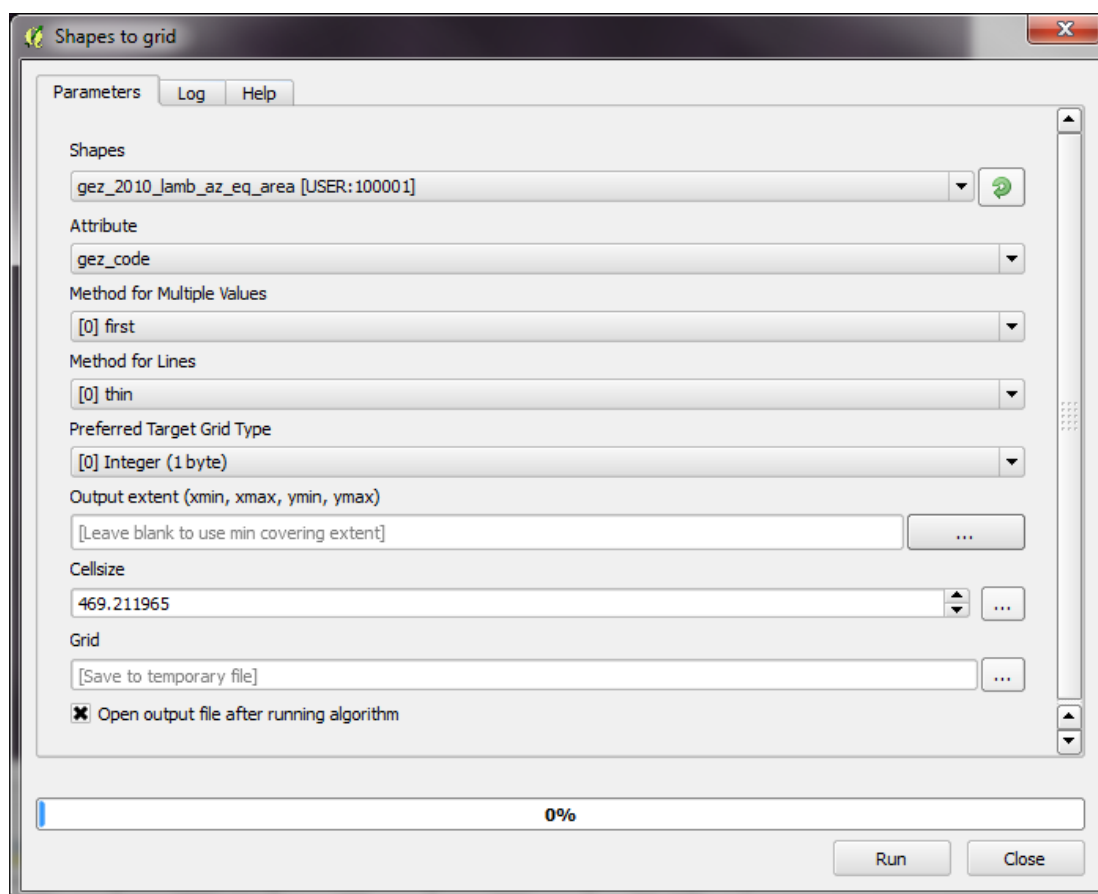 Shapes to grid
Parameters Log Help
Shapes
gez_2010_lamb_az_eq_area [USER:100001]
Attribute
gez_code
Method for Multiple Values
[0] first
Method for Lines
[0] thin
Preferred Target Grid Type
[0] Integer (1 byte)
Output extent (xmin, xmax, ymin, ymax)
[Leave blank to use min covering extent] ...
Cellsize
469.211965 ...
Grid
[Save to temporary file] ...
Open output file after running algorithm
0%
Run Close